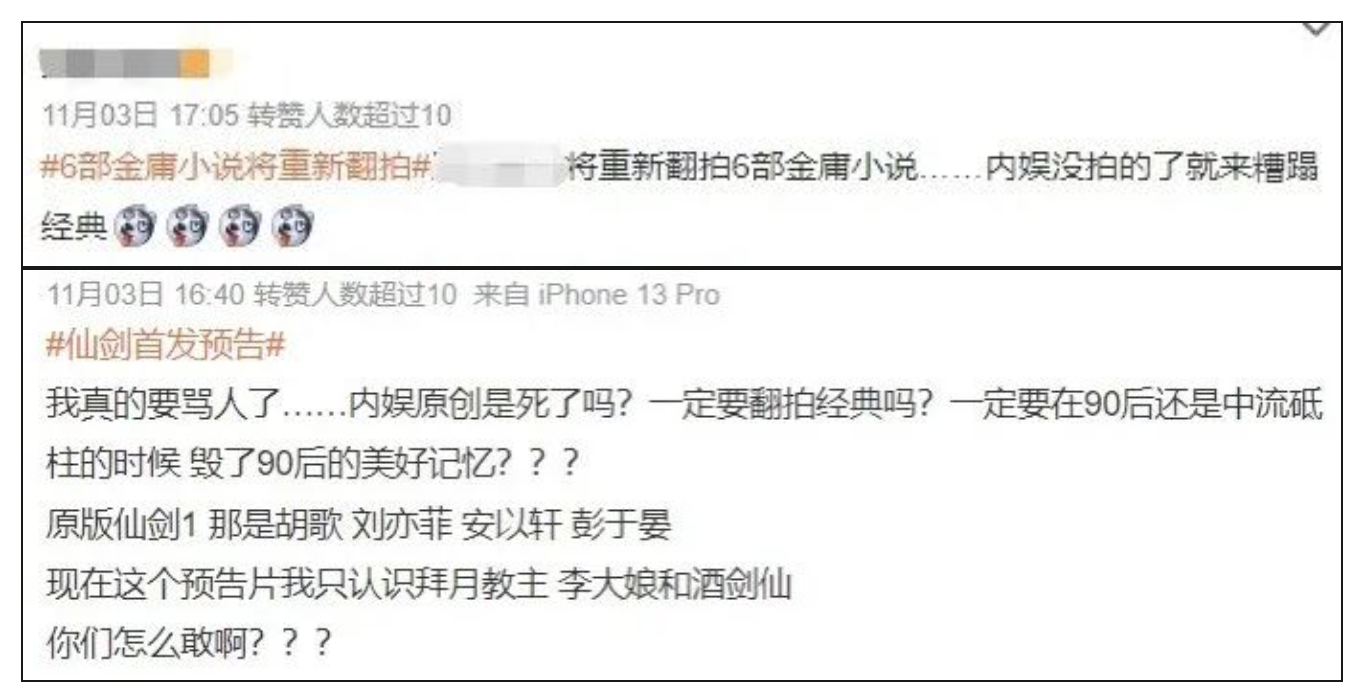 11月03日 17:05 转赞人数超过10
#6部金庸小说将重新翻拍# 将重新翻拍6部金庸小说……内娱没拍的了就来糟蹋
经典
11月03日 16:40 转赞人数超过10 来自 iPhone 13 Pro
#仙剑首发预告#
我真的要骂人了……内娱原创是死了吗？一定要翻拍经典吗？一定要在90后还是中流砥
柱的时候 毁了90后的美好记忆？？？
原版仙剑1 那是胡歌 刘亦菲 安以轩 彭于晏
现在这个预告片我只认识拜月教主 李大娘和酒剑仙
你们怎么敢啊？？？